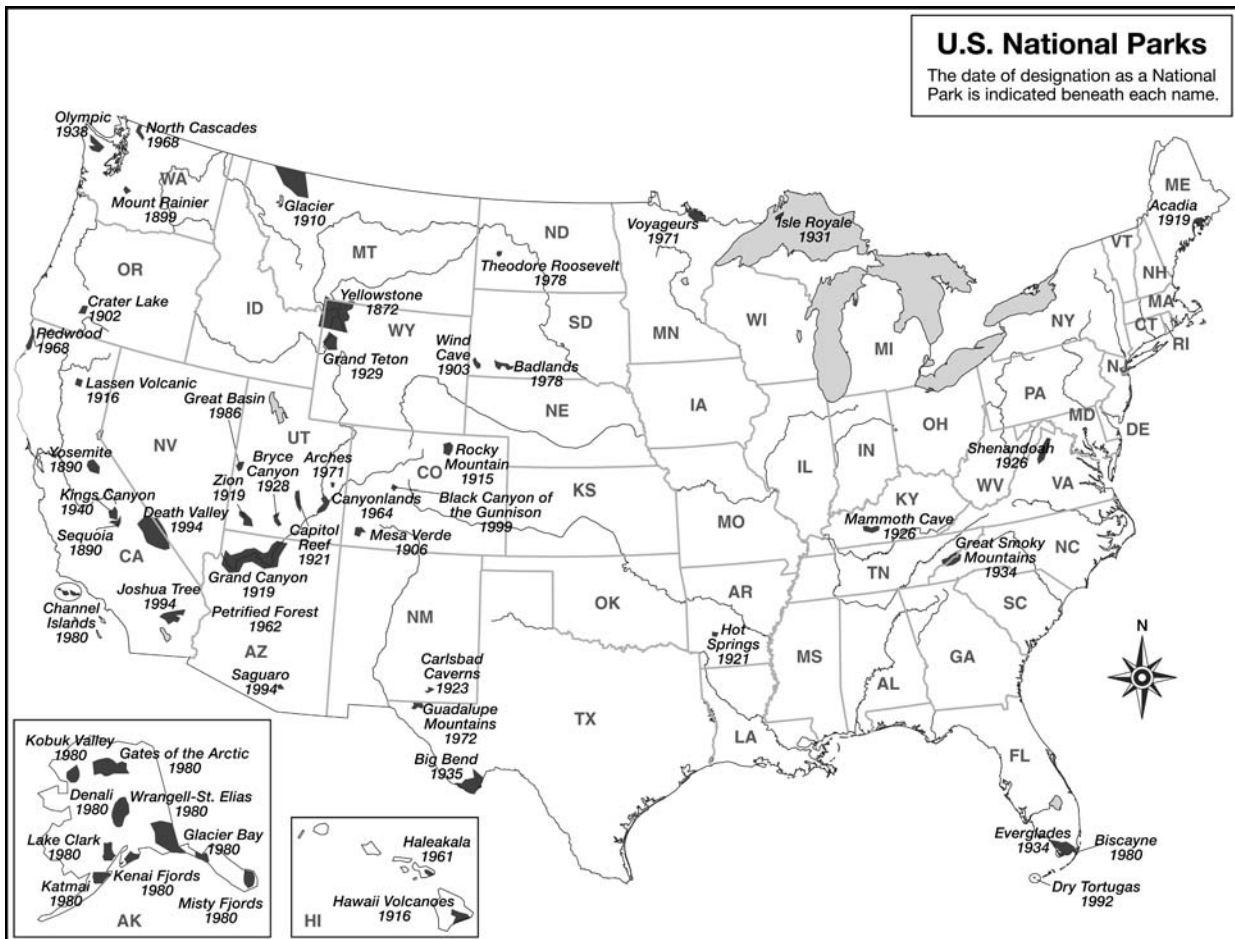 U.S. National Parks
The date of designation as a National
Park is indicated beneath each name.
Olympic
1938
North Cascades
1968
WA
Mount Rainier
1899
Glacier
1910
MT
ND
Theodore Roosevelt
1978
Voyageurs
1971
Isle Royale
1931
ME
Acadia
1919
VT
NH
MA
CT
RI
NY
OR
Crater Lake
1902
Redwood
1968
ID
Yellowstone
1872
WY
Grand Teton
1929
Wind
Cave
1903
SD
Badlands
1978
MN
WI
MI
Lassen Volcanic
1916
Great Basin
1986
NV
UT
NE
IA
PA
NJ
MD
DE
OH
IN
IL
Yosemite
1890
Kings Canyon
1940
Sequoia
1890
CA
Death Valley
1994
Zion
1919
Bryce
Canyon
1928
Arches
1971
Canyonlands
1964
Capitol
Reef
1921
CO
Rocky
Mountain
1915
Black Canyon of
the Gunnison
1999
Mesa Verde
1906
KS
MO
KY
Mammoth Cave
1926
WV
Shenandoah
1926
VA
Great Smoky
Mountains
1934
NC
TN
SC
Channel
Islands
1980
Joshua Tree
1994
Grand Canyon
1919
Petrified Forest
1962
AZ
Saguaro
1994
NM
Carlsbad
Caverns
1923
Guadalupe
Mountains
1972
Big Bend
1935
OK
TX
AR
Hot
Springs
1921
LA
MS
AL
GA
FL
N
Everglades
1934
Biscayne
1980
Dry Tortugas
1992
Kobuk Valley
1980
Gates of the Arctic
1980
Denali
1980
Wrangell-St. Elias
1980
Lake Clark
1980
Glacier Bay
1980
Katmai
1980
Kenai Fjords
1980
Misty Fjords
1980
AK
Haleakala
1961
Hawaii Volcanoes
1916
HI